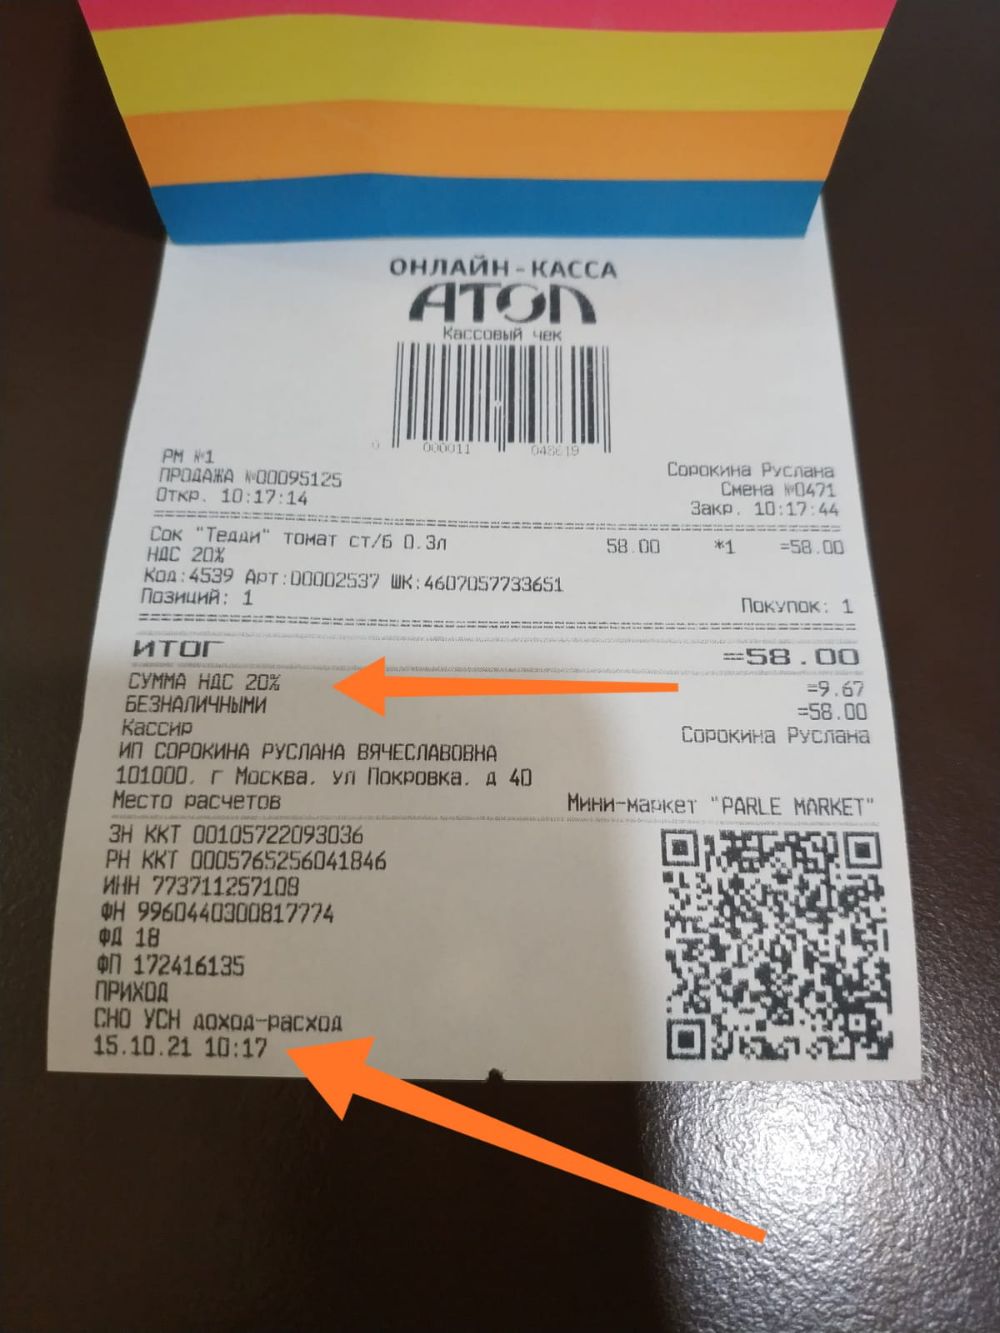 ОНЛАЙН-КАССА
АТОЛ
Кассовый чек
0 000011 048619
РМ №1
ПРОДАЖА №00095125 Сорокина Руслана
Смена №0471
Откр. 10:17:14 Закр. 10:17:44
Сок "Тедди" томат ст/б 0.3л 58.00 *1 =58.00
НДС 20%
Код:4539 Арт:00002537 ШК:4607057733651
Позиций: 1 Покупок: 1
ИТОГ =58.00
СУММА НДС 20% =9.67
БЕЗНАЛИЧНЫМИ =58.00
Кассир Сорокина Руслана
ИП СОРОКИНА РУСЛАНА ВЯЧЕСЛАВОВНА
101000, г Москва, ул Покровка, д 40
Место расчетов Мини-маркет "PARLE MARKET"
ЗН ККТ 00105722093036
РН ККТ 0005765256041846
ИНН 773711257108
ФН 9960440300817774
ФД 18
ФП 172416135
ПРИХОД
СНО УСН доход-расход
15.10.21 10:17